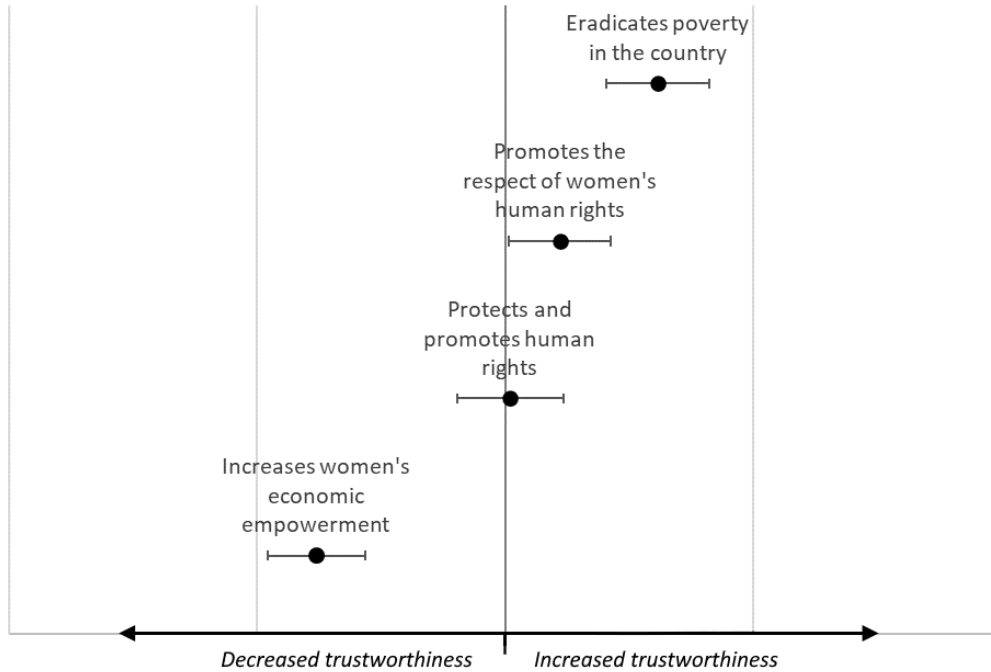 Eradicates poverty
in the country
Promotes the
respect of women's
human rights
Protects and
promotes human
rights
Increases women's
economic
empowerment
Decreased trustworthiness
Increased trustworthiness